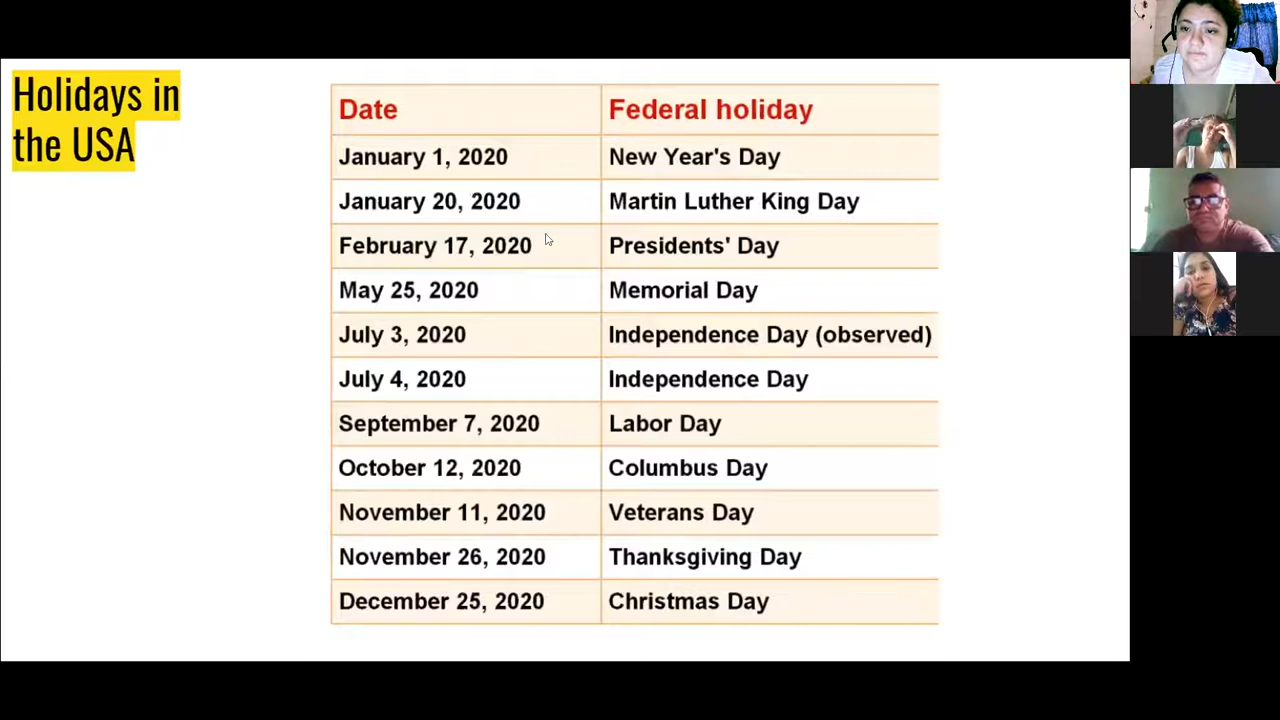 Holidays in
the USA
Date Federal holiday
January 1, 2020 New Year's Day
January 20, 2020 Martin Luther King Day
February 17, 2020 Presidents' Day
May 25, 2020 Memorial Day
July 3, 2020 Independence Day (observed)
July 4, 2020 Independence Day
September 7, 2020 Labor Day
October 12, 2020 Columbus Day
November 11, 2020 Veterans Day
November 26, 2020 Thanksgiving Day
December 25, 2020 Christmas Day